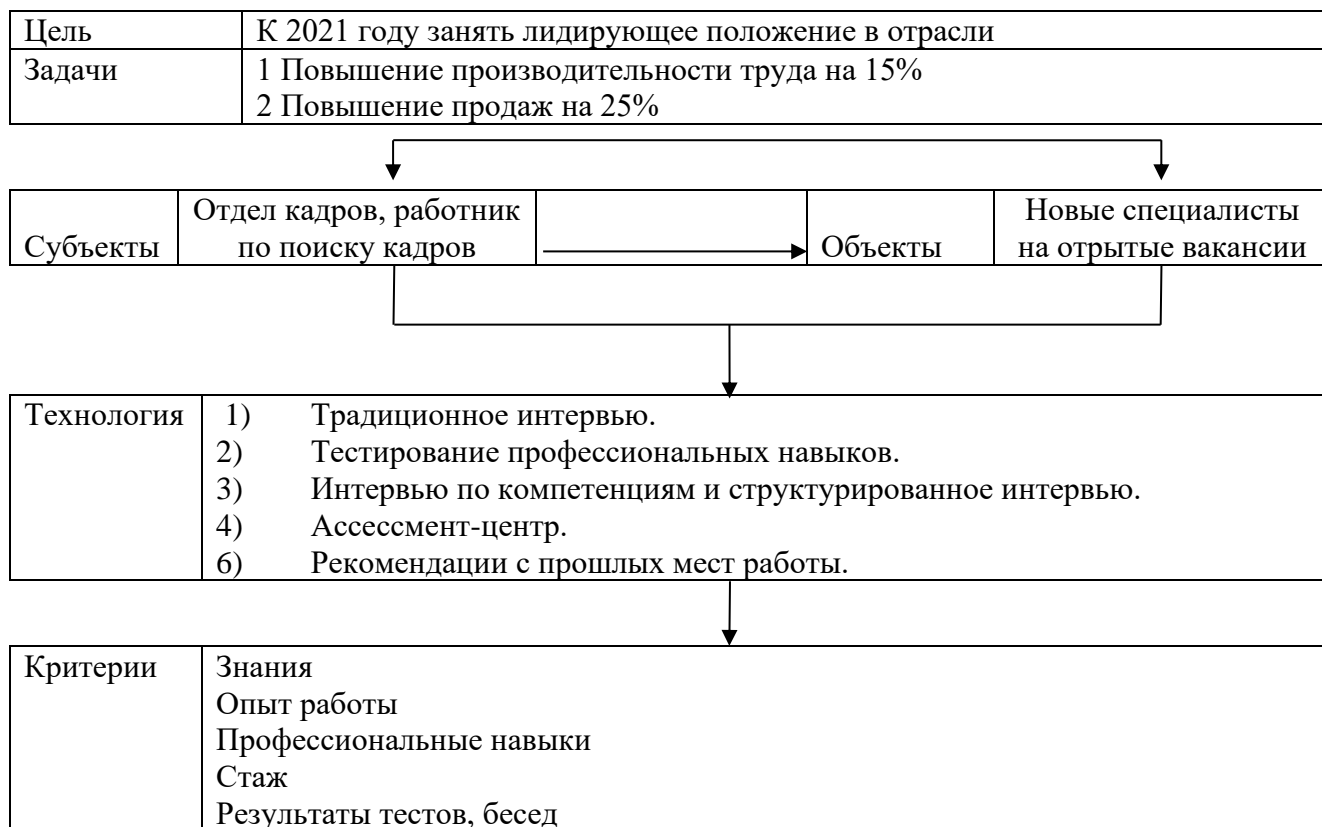 Цель К 2021 году занять лидирующее положение в отрасли
Задачи 1 Повышение производительности труда на 15%
2 Повышение продаж на 25%
Отдел кадров, работник Новые специалисты
Субъекты по поиску кадров Объекты на отрытые вакансии
Технология 1) Традиционное интервью.
2) Тестирование профессиональных навыков.
3) Интервью по компетенциям и структурированное интервью.
4) Ассессмент-центр.
6) Рекомендации с прошлых мест работы.
Критерии Знания
Опыт работы
Профессиональные навыки
Стаж
Результаты тестов, бесед